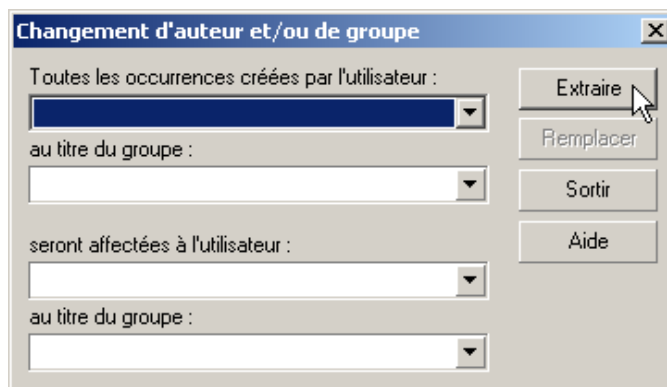 Changement d'auteur et/ou de groupe
Toutes les occurrences créées par l'utilisateur :
Extraire
Remplacer
au titre du groupe :
Sortir
seront affectées à l'utilisateur :
Aide
au titre du groupe :